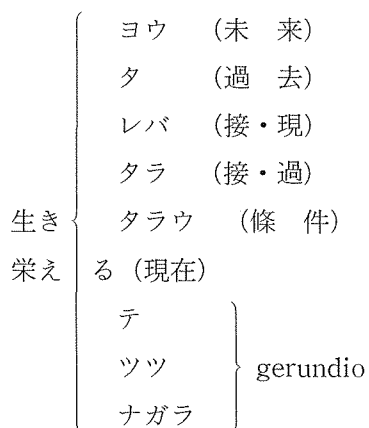 ヨウ (未 来)
タ (過 去)
レバ (接・現)
タラ (接・過)
生き タラウ (條 件)
栄え る (現在)
テ
ツツ gerundio
ナガラ